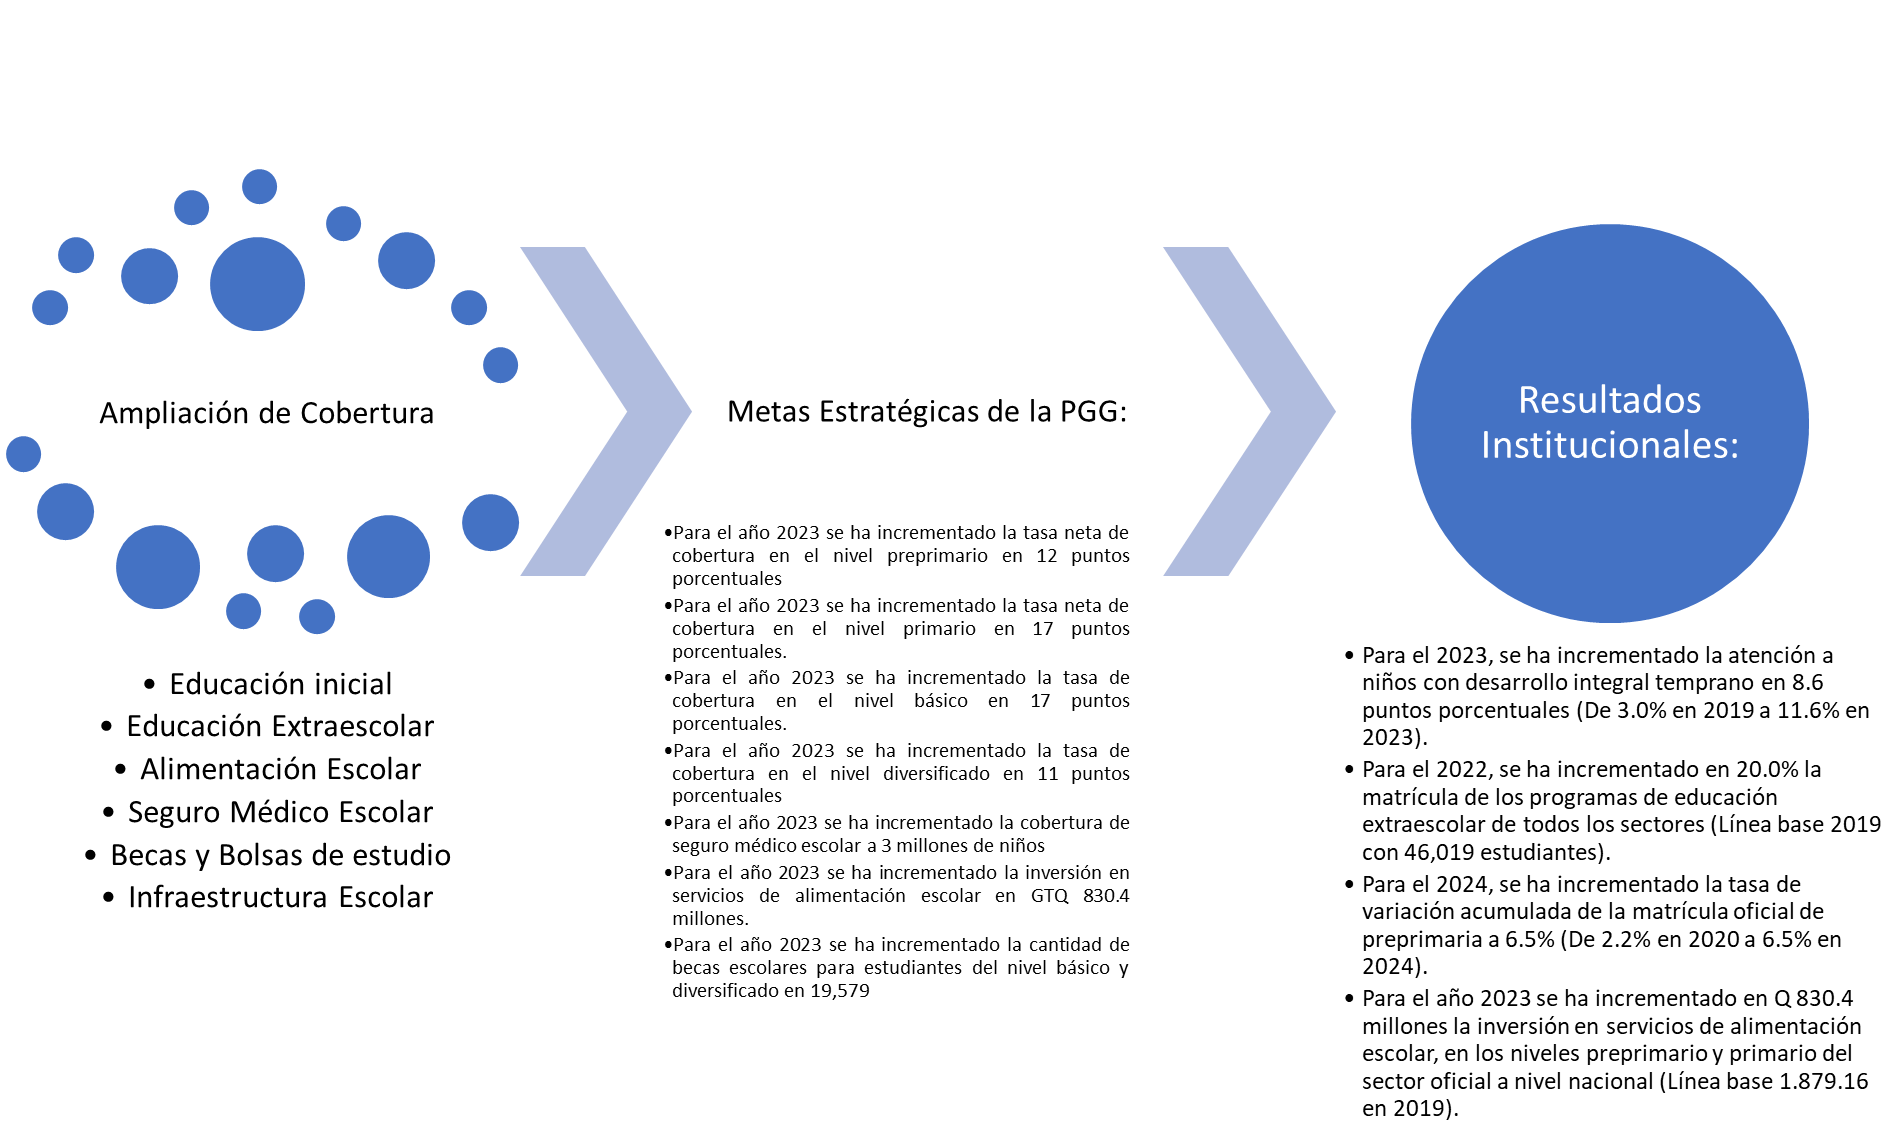 Ampliación de Cobertura
• Educación inicial
• Educación Extraescolar
• Alimentación Escolar
• Seguro Médico Escolar
• Becas y Bolsas de estudio
• Infraestructura Escolar
Metas Estratégicas de la PGG:
•Para el año 2023 se ha incrementado la tasa neta de
cobertura en el nivel preprimario en 12 puntos
porcentuales
•Para el año 2023 se ha incrementado la tasa neta de
cobertura en el nivel primario en 17 puntos
porcentuales.
•Para el año 2023 se ha incrementado la tasa de
cobertura en el nivel básico en 17 puntos
porcentuales.
•Para el año 2023 se ha incrementado la tasa de
cobertura en el nivel diversificado en 11 puntos
porcentuales
•Para el año 2023 se ha incrementado la cobertura de
seguro médico escolar a 3 millones de niños
•Para el año 2023 se ha incrementado la inversión en
servicios de alimentación escolar en GTQ 830.4
millones.
•Para el año 2023 se ha incrementado la cantidad de
becas escolares para estudiantes del nivel básico y
diversificado en 19,579
Resultados
Institucionales:
• Para el 2023, se ha incrementado la atención a
niños con desarrollo integral temprano en 8.6
puntos porcentuales (De 3.0% en 2019 a 11.6% en
2023).
• Para el 2022, se ha incrementado en 20.0% la
matrícula de los programas de educación
extraescolar de todos los sectores (Línea base 2019
con 46,019 estudiantes).
• Para el 2024, se ha incrementado la tasa de
variación acumulada de la matrícula oficial de
preprimaria a 6.5% (De 2.2% en 2020 a 6.5% en
2024).
• Para el año 2023 se ha incrementado en Q 830.4
millones la inversión en servicios de alimentación
escolar, en los niveles preprimario y primario del
sector oficial a nivel nacional (Línea base 1.879.16
en 2019).